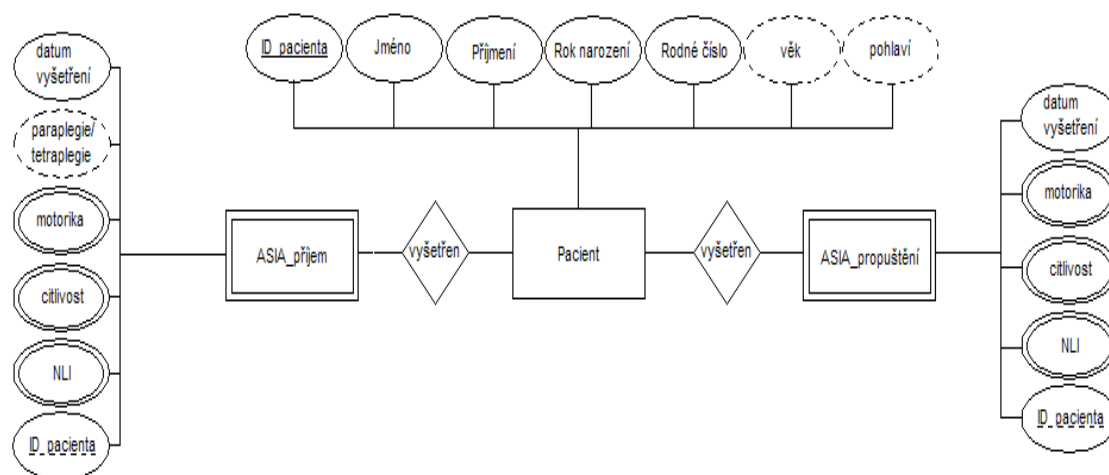 datum
vyšetření
paraplegie/
tetraplegie
motorika
citlivost
NLI
ID_pacienta
ID_pacienta
Jméno
Příjmení
Rok narození
Rodné číslo
věk
pohlaví
ASIA_příjem
vyšetřen
Pacient
vyšetřen
ASIA_propuštění
datum
vyšetření
motorika
citlivost
NLI
ID_pacienta